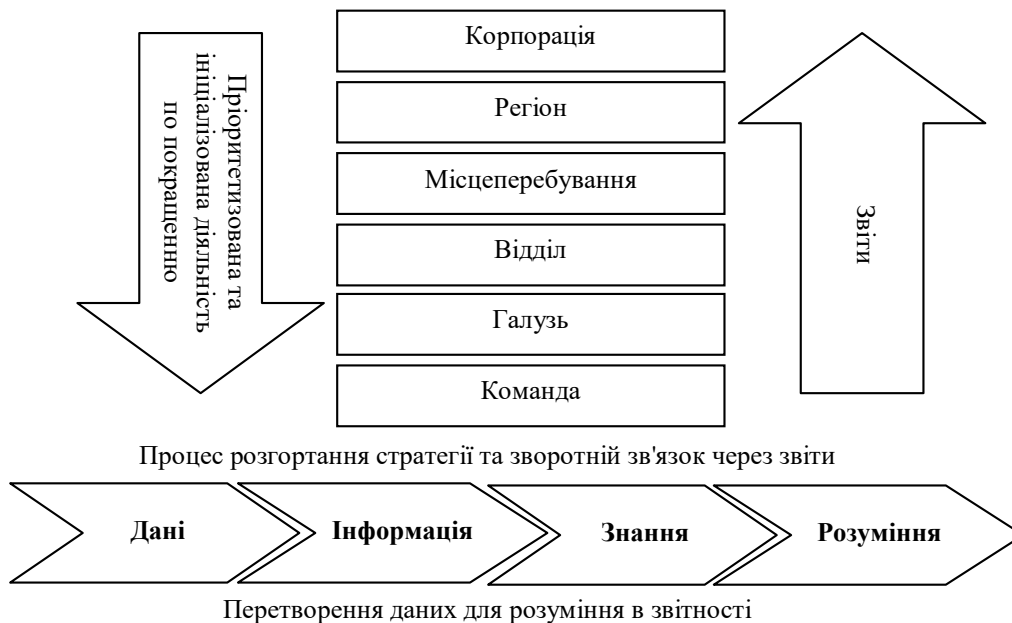 Пріоритетизована та
ініціалізована діяльність
по покращенню
Корпорація
Регіон
Місцеперебування
Відділ
Галузь
Команда
Звіти
Процес розгортання стратегії та зворотній зв'язок через звіти
Дані
Інформація
Знання
Розуміння
Перетворення даних для розуміння в звітності